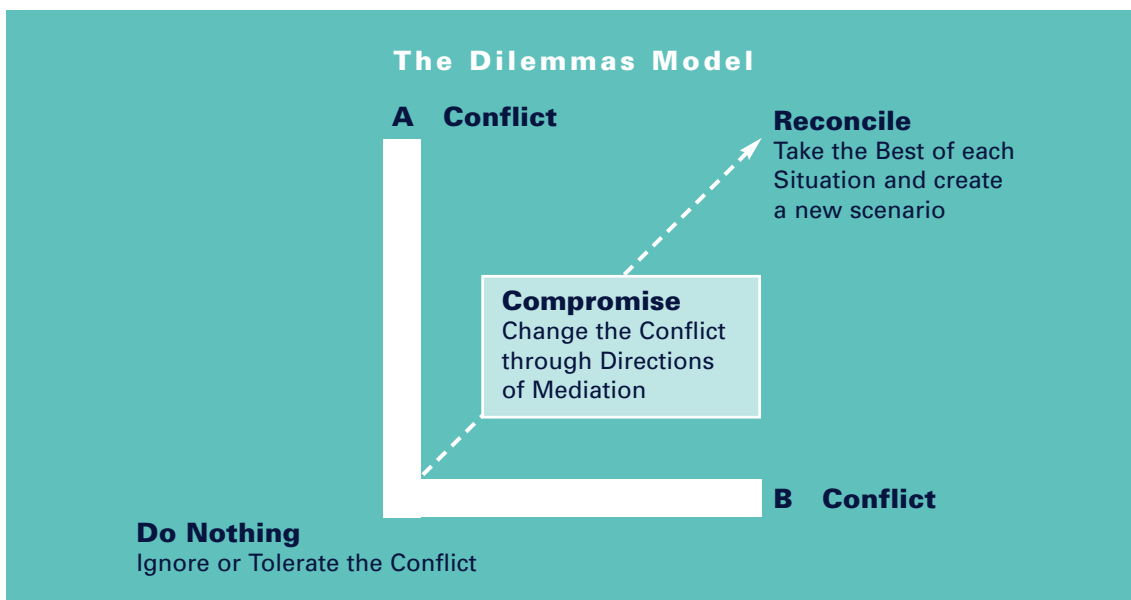 The Dilemmas Model
A Conflict
Reconcile
Take the Best of each
Situation and create
a new scenario
Compromise
Change the Conflict
through Directions
of Mediation
B Conflict
Do Nothing
Ignore or Tolerate the Conflict